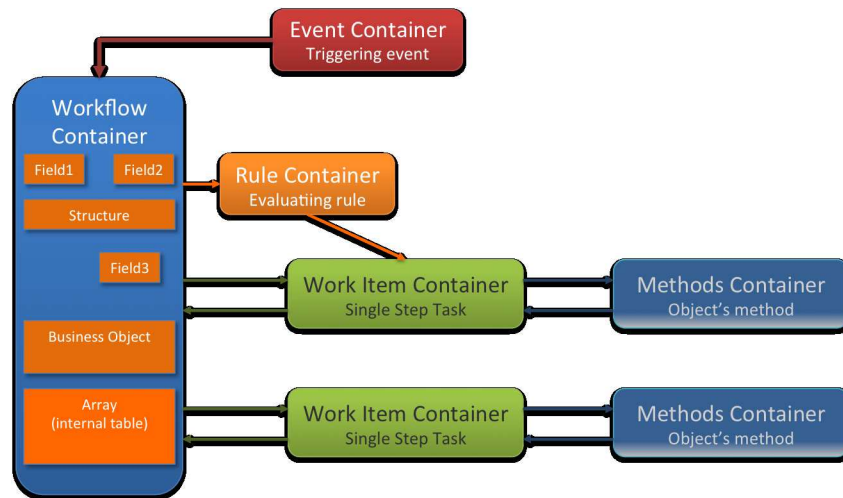 Event Container
Triggering event
Workflow
Container
Field1 Field2
Structure
Field3
Business Object
Array
(internal table)
Rule Container
Evaluatiing rule
Work Item Container
Single Step Task
Methods Container
Object's method
Work Item Container
Single Step Task
Methods Container
Object's method